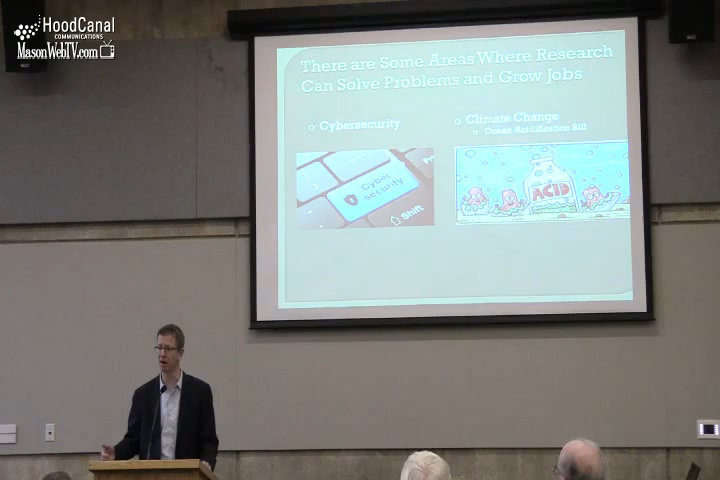 HoodCanal
COMMUNICATIONS
MasonWebTV.com
There are Some Areas Where Research
Can Solve Problems and Grow Jobs
Cybersecurity
Climate Change
Ocean Acidification Bill
Cyber
security
Shift
ACID